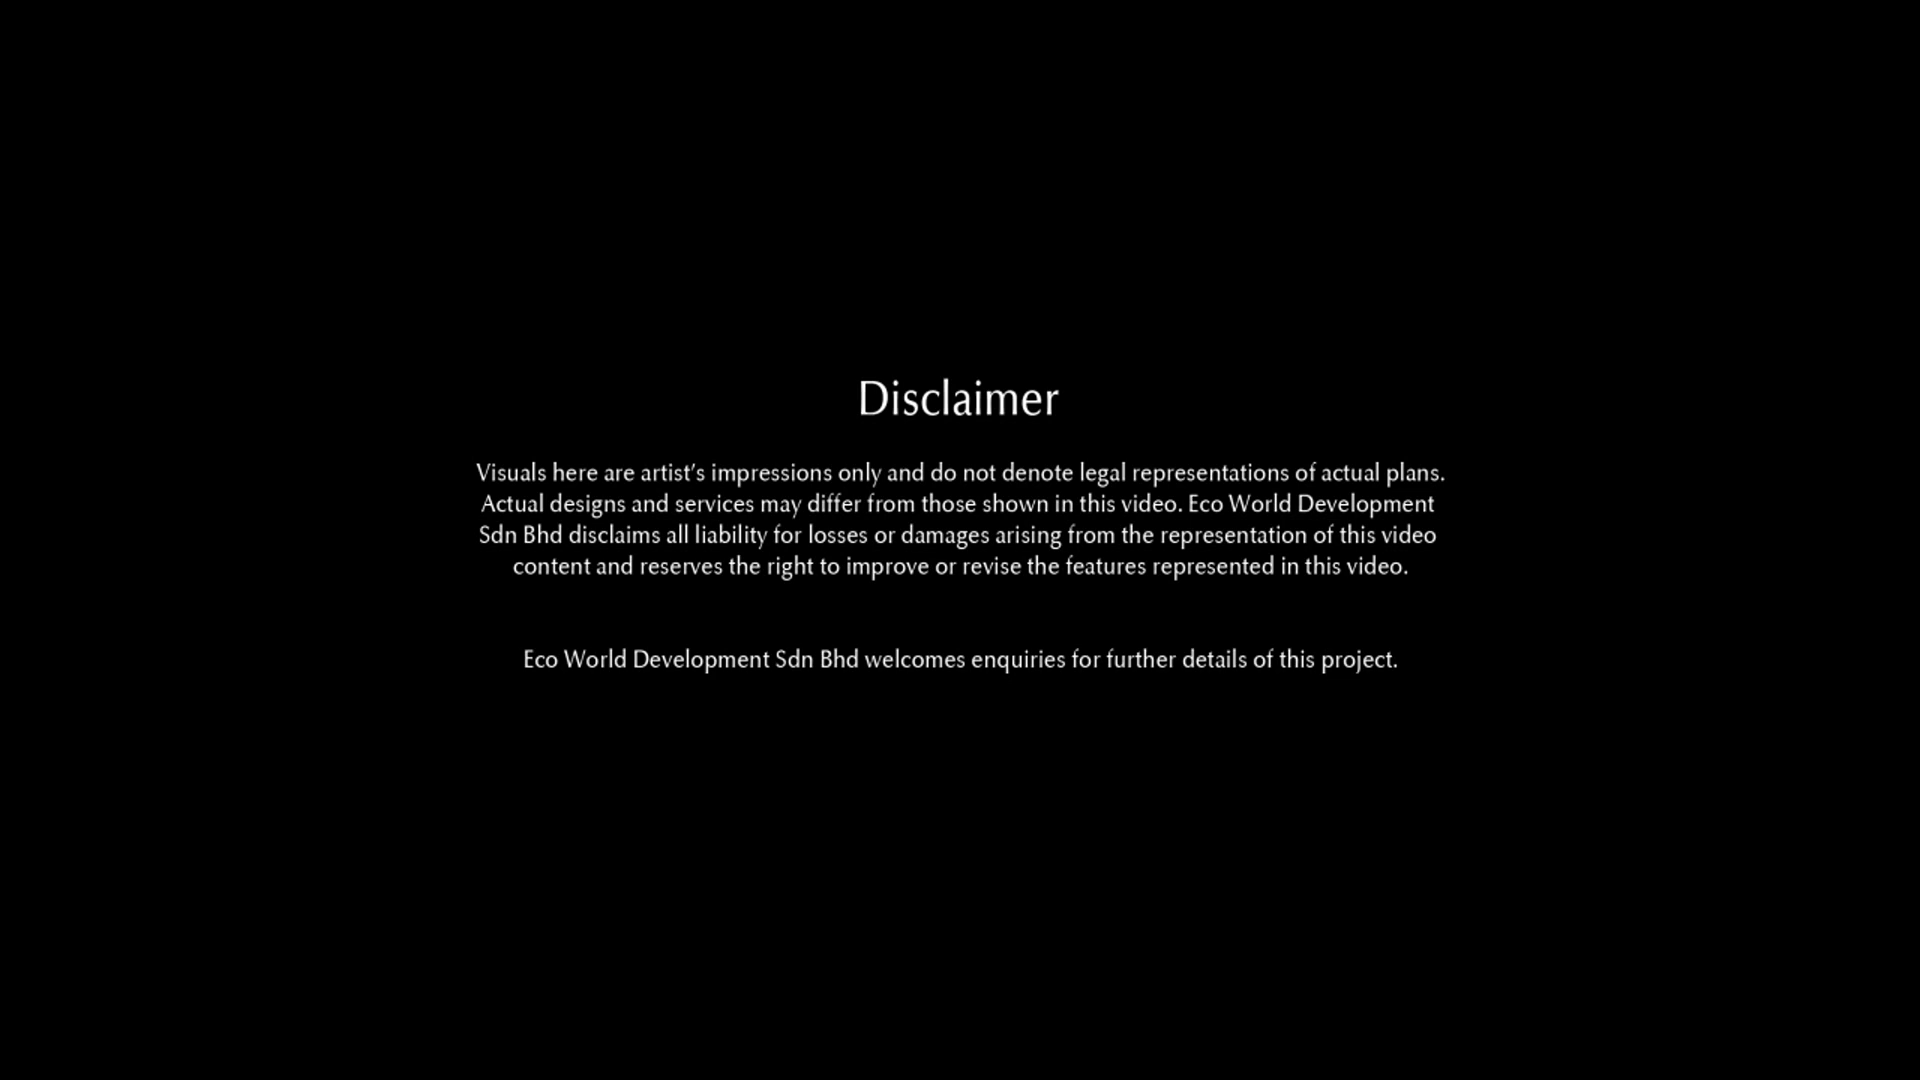 Disclaimer
Visuals here are artist’s impressions only and do not denote legal representations of actual plans.
Actual designs and services may differ from those shown in this video. Eco World Development
Sdn Bhd disclaims all liability for losses or damages arising from the representation of this video
content and reserves the right to improve or revise the features represented in this video.
Eco World Development Sdn Bhd welcomes enquiries for further details of this project.